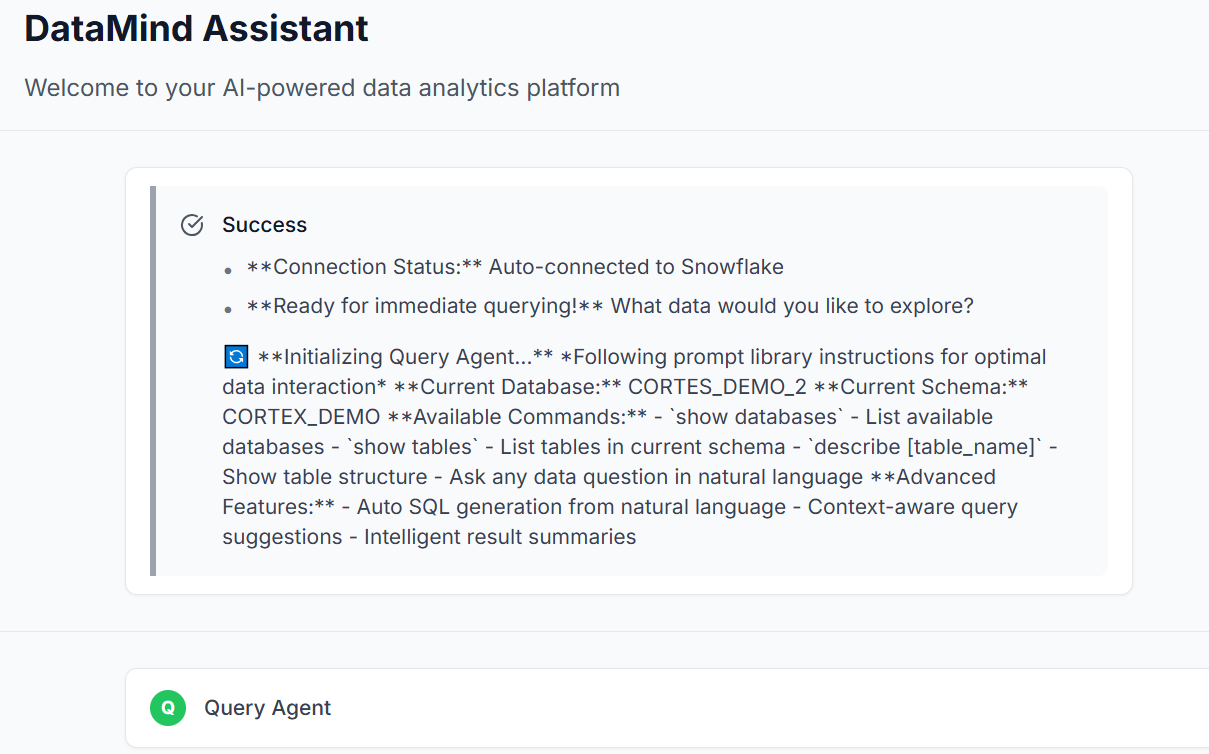 DataMind Assistant
Welcome to your AI-powered data analytics platform
Success
• **Connection Status:** Auto-connected to Snowflake
• **Ready for immediate querying!** What data would you like to explore?
🔄 **Initializing Query Agent...** *Following prompt library instructions for optimal
data interaction* **Current Database:** CORTES_DEMO_2 **Current Schema:**
CORTEX_DEMO **Available Commands:** - `show databases` - List available
databases - `show tables` - List tables in current schema - `describe [table_name]` -
Show table structure - Ask any data question in natural language **Advanced
Features:** - Auto SQL generation from natural language - Context-aware query
suggestions - Intelligent result summaries
Q Query Agent